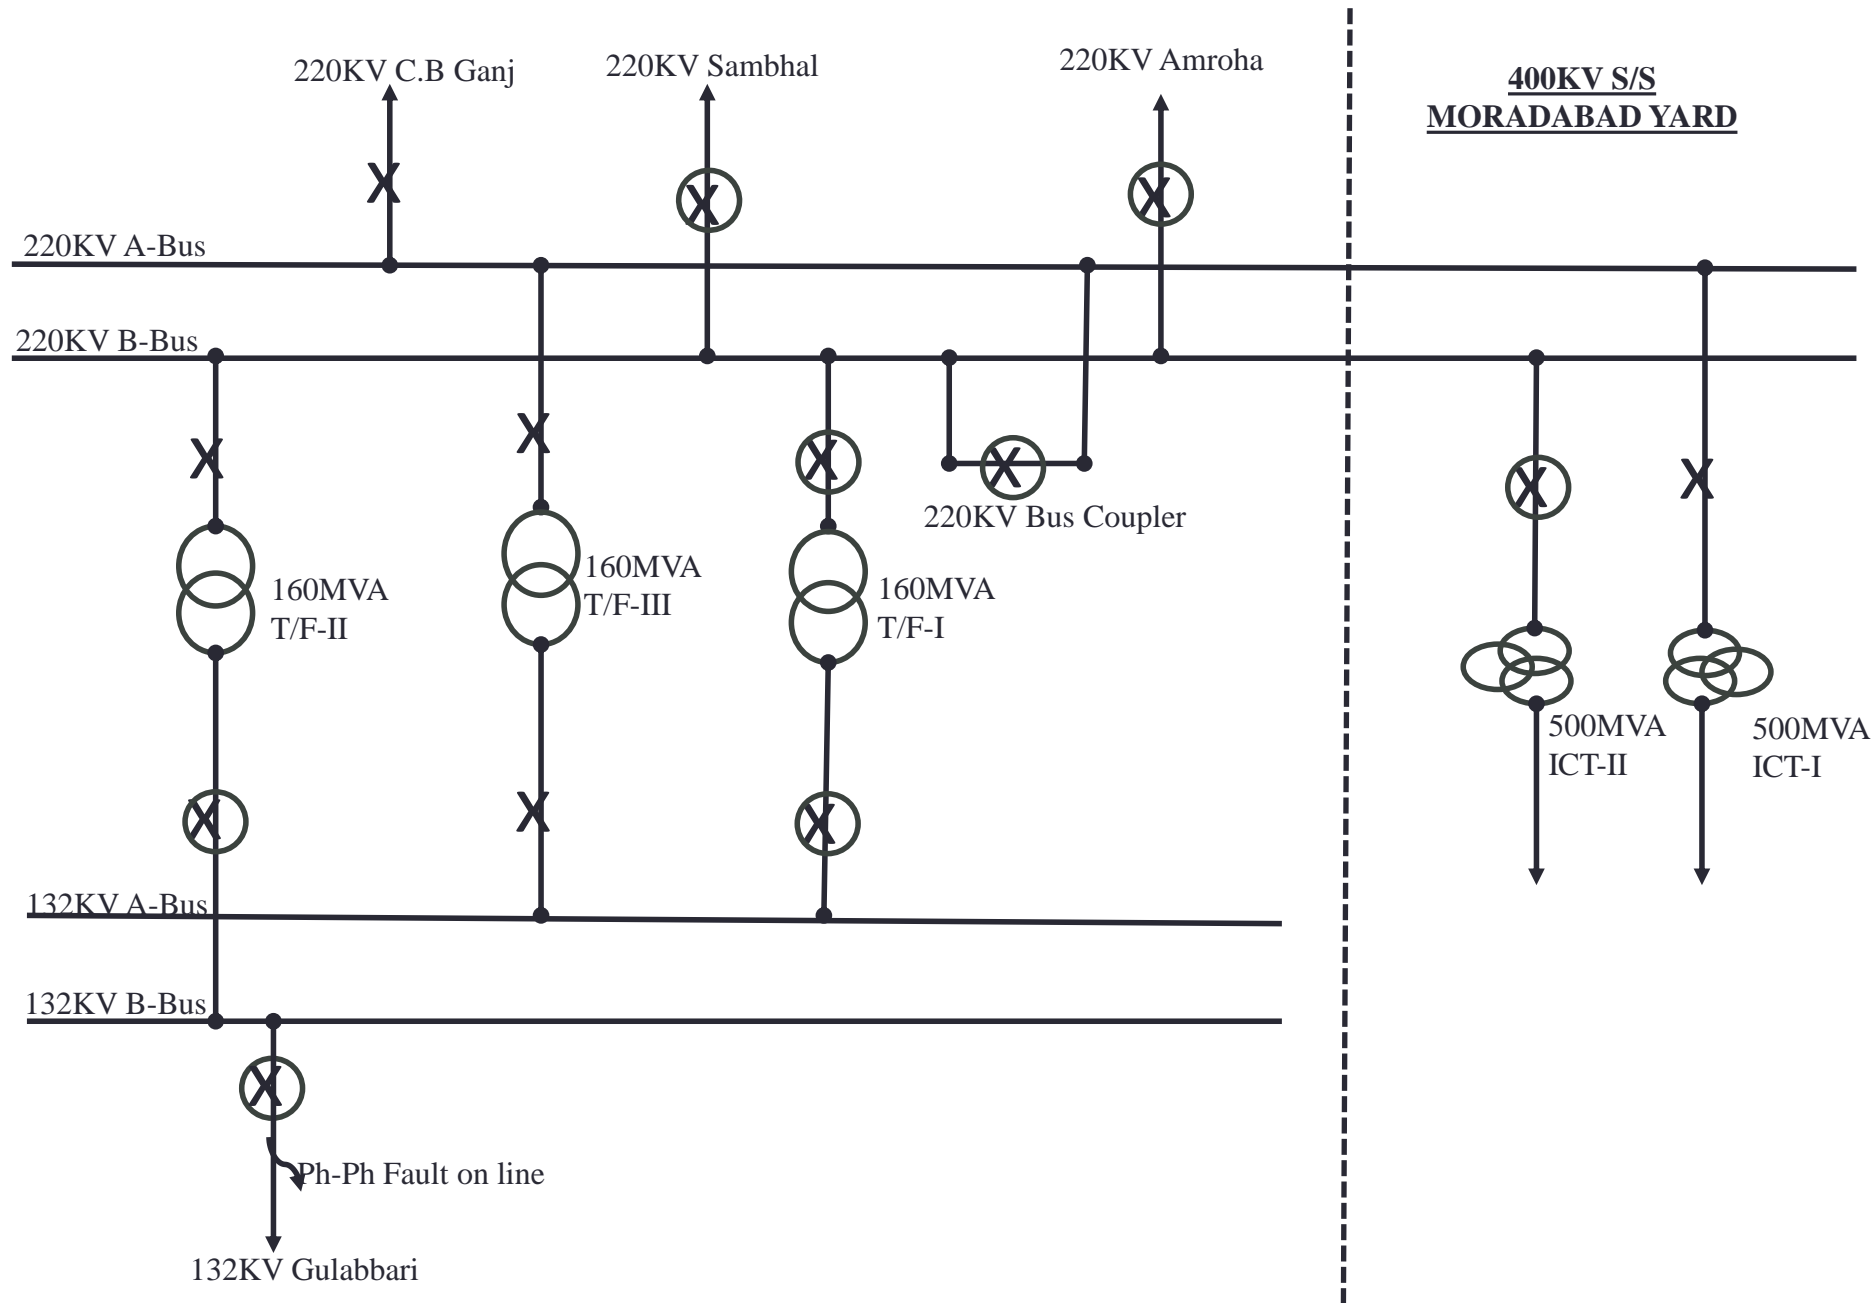 220KV C.B Ganj
220KV Sambhal
220KV Amroha
400KV S/S
MORADABAD YARD
220KV A-Bus
220KV B-Bus
220KV Bus Coupler
160MVA
T/F-II
160MVA
T/F-III
160MVA
T/F-I
500MVA
ICT-II
500MVA
ICT-I
132KV A-Bus
132KV B-Bus
Ph-Ph Fault on line
132KV Gulabbari